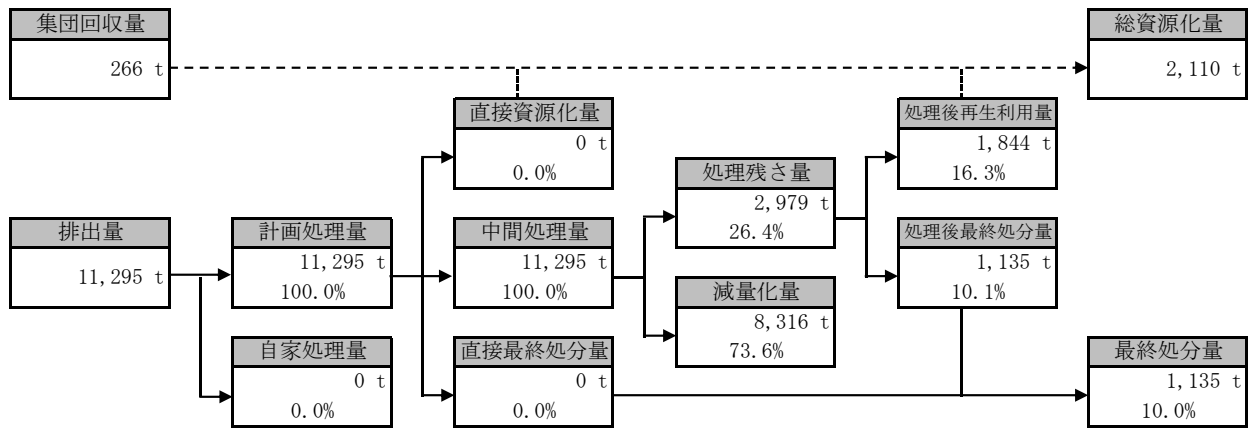 集団回収量
266 t
総資源化量
2,110 t
直接資源化量
0 t
0.0%
処理後再生利用量
1,844 t
16.3%
処理残さ量
2,979 t
26.4%
排出量
11,295 t
計画処理量
11,295 t
100.0%
中間処理量
11,295 t
100.0%
処理後最終処分量
1,135 t
10.1%
減量化量
8,316 t
73.6%
自家処理量
0 t
0.0%
直接最終処分量
0 t
0.0%
最終処分量
1,135 t
10.0%